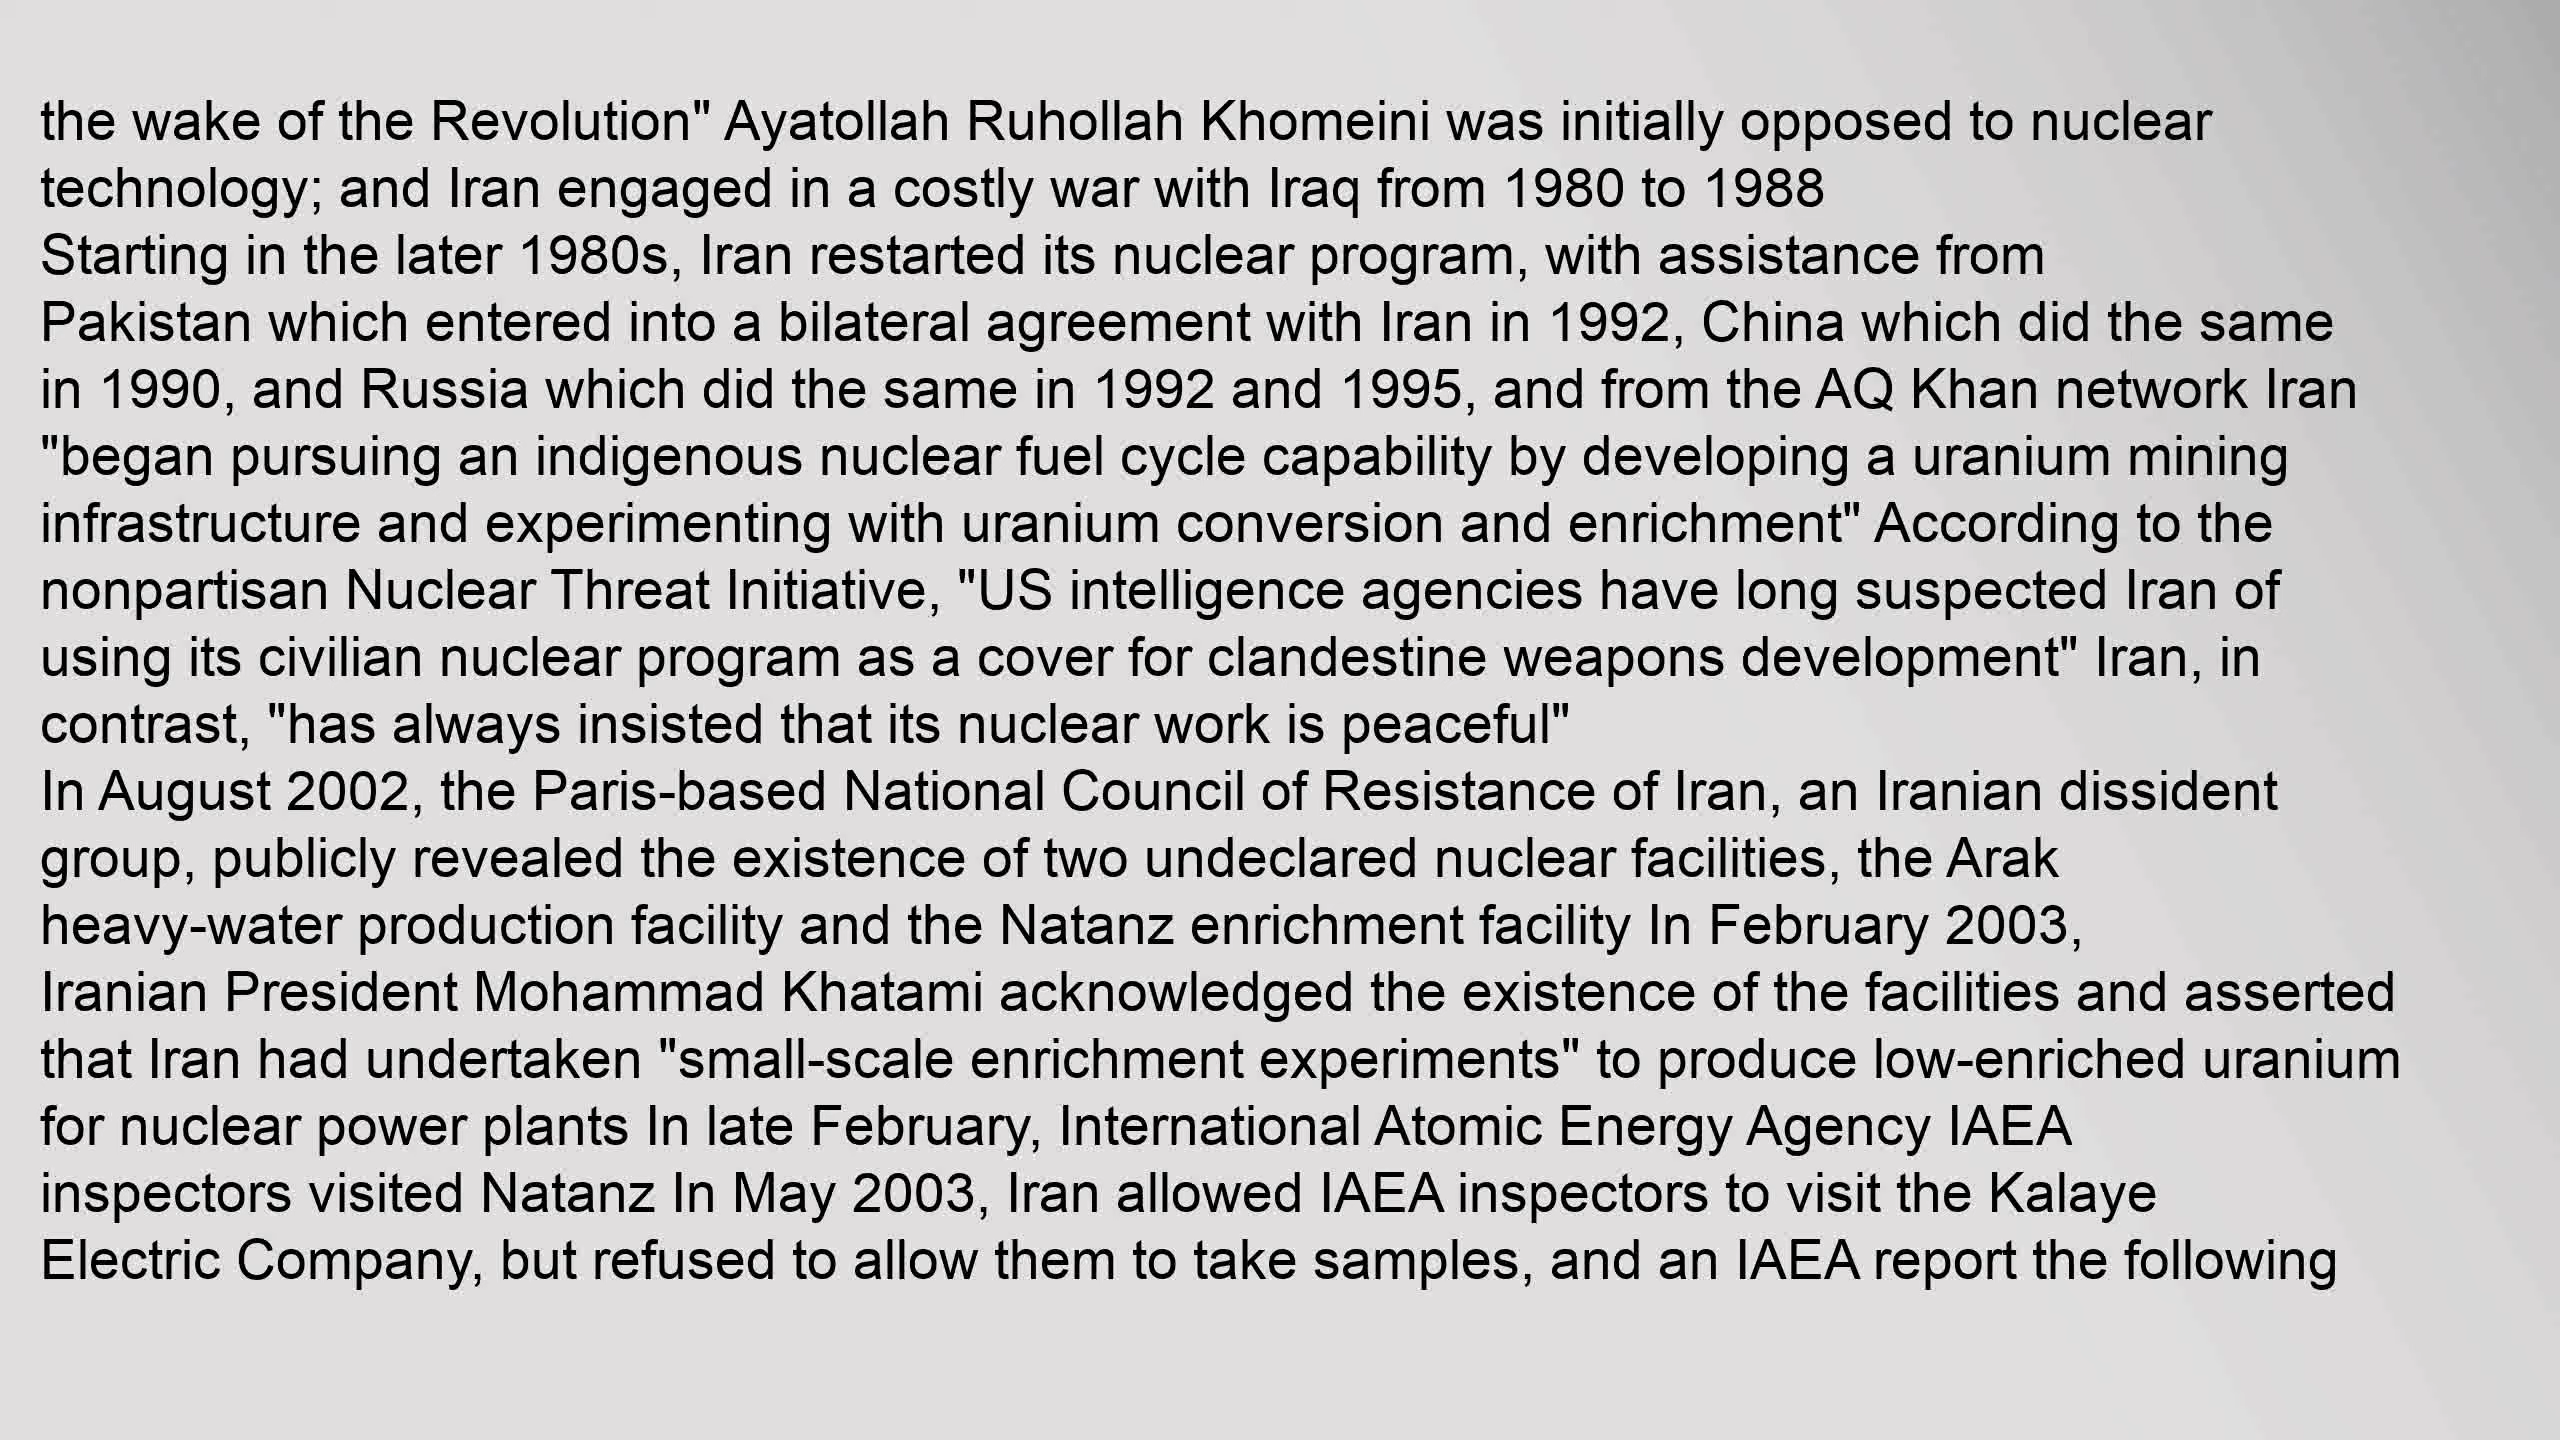 the wake of the Revolution" Ayatollah Ruhollah Khomeini was initially opposed to nuclear
technology; and Iran engaged in a costly war with Iraq from 1980 to 1988
Starting in the later 1980s, Iran restarted its nuclear program, with assistance from
Pakistan which entered into a bilateral agreement with Iran in 1992, China which did the same
in 1990, and Russia which did the same in 1992 and 1995, and from the AQ Khan network Iran
"began pursuing an indigenous nuclear fuel cycle capability by developing a uranium mining
infrastructure and experimenting with uranium conversion and enrichment" According to the
nonpartisan Nuclear Threat Initiative, "US intelligence agencies have long suspected Iran of
using its civilian nuclear program as a cover for clandestine weapons development" Iran, in
contrast, "has always insisted that its nuclear work is peaceful"
In August 2002, the Paris-based National Council of Resistance of Iran, an Iranian dissident
group, publicly revealed the existence of two undeclared nuclear facilities, the Arak
heavy-water production facility and the Natanz enrichment facility In February 2003,
Iranian President Mohammad Khatami acknowledged the existence of the facilities and asserted
that Iran had undertaken "small-scale enrichment experiments" to produce low-enriched uranium
for nuclear power plants In late February, International Atomic Energy Agency IAEA
inspectors visited Natanz In May 2003, Iran allowed IAEA inspectors to visit the Kalaye
Electric Company, but refused to allow them to take samples, and an IAEA report the following